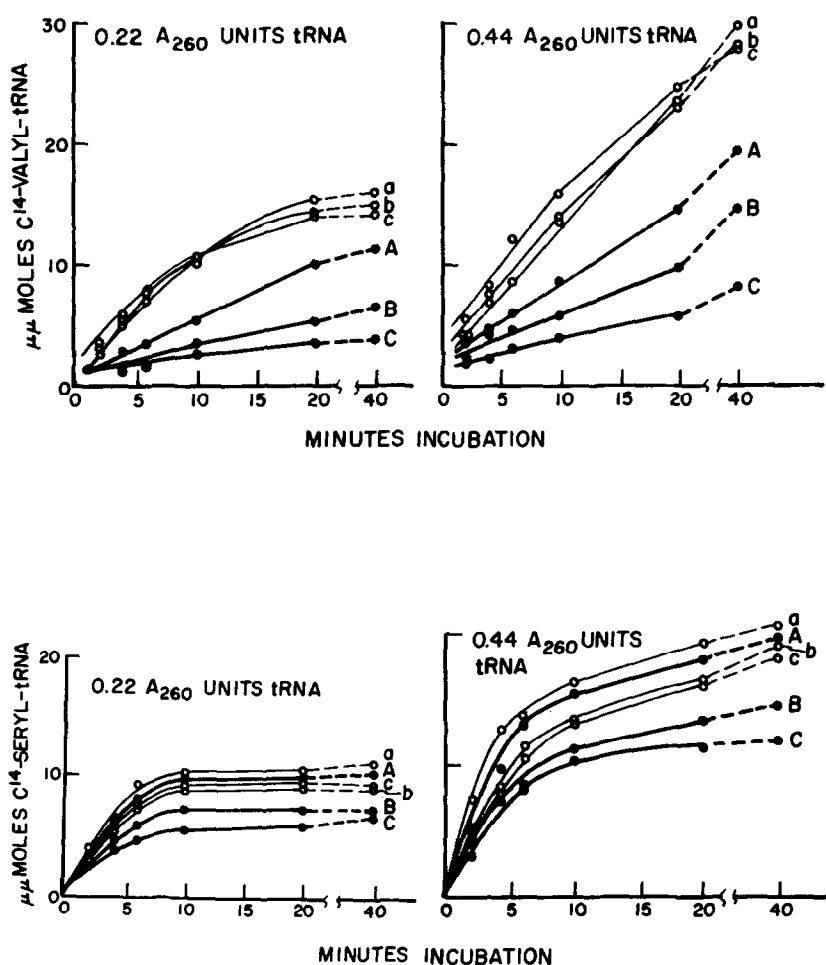 30
20
10
0
μμ MOLES C¹⁴-VALYL-tRNA
0.22 A₂₆₀ UNITS tRNA
a
b
c
A
B
C
0 5 10 15 20 40
0.44 A₂₆₀ UNITS tRNA
a
b
c
A
B
C
0 5 10 15 20 40
MINUTES INCUBATION
20
10
0
μμ MOLES C¹⁴-SERYL-tRNA
0.22 A₂₆₀ UNITS tRNA
a
A
c
b
B
C
0 5 10 15 20 40
0.44 A₂₆₀ UNITS
tRNA
a
A
b
c
B
C
0 5 10 15 20 40
MINUTES INCUBATION